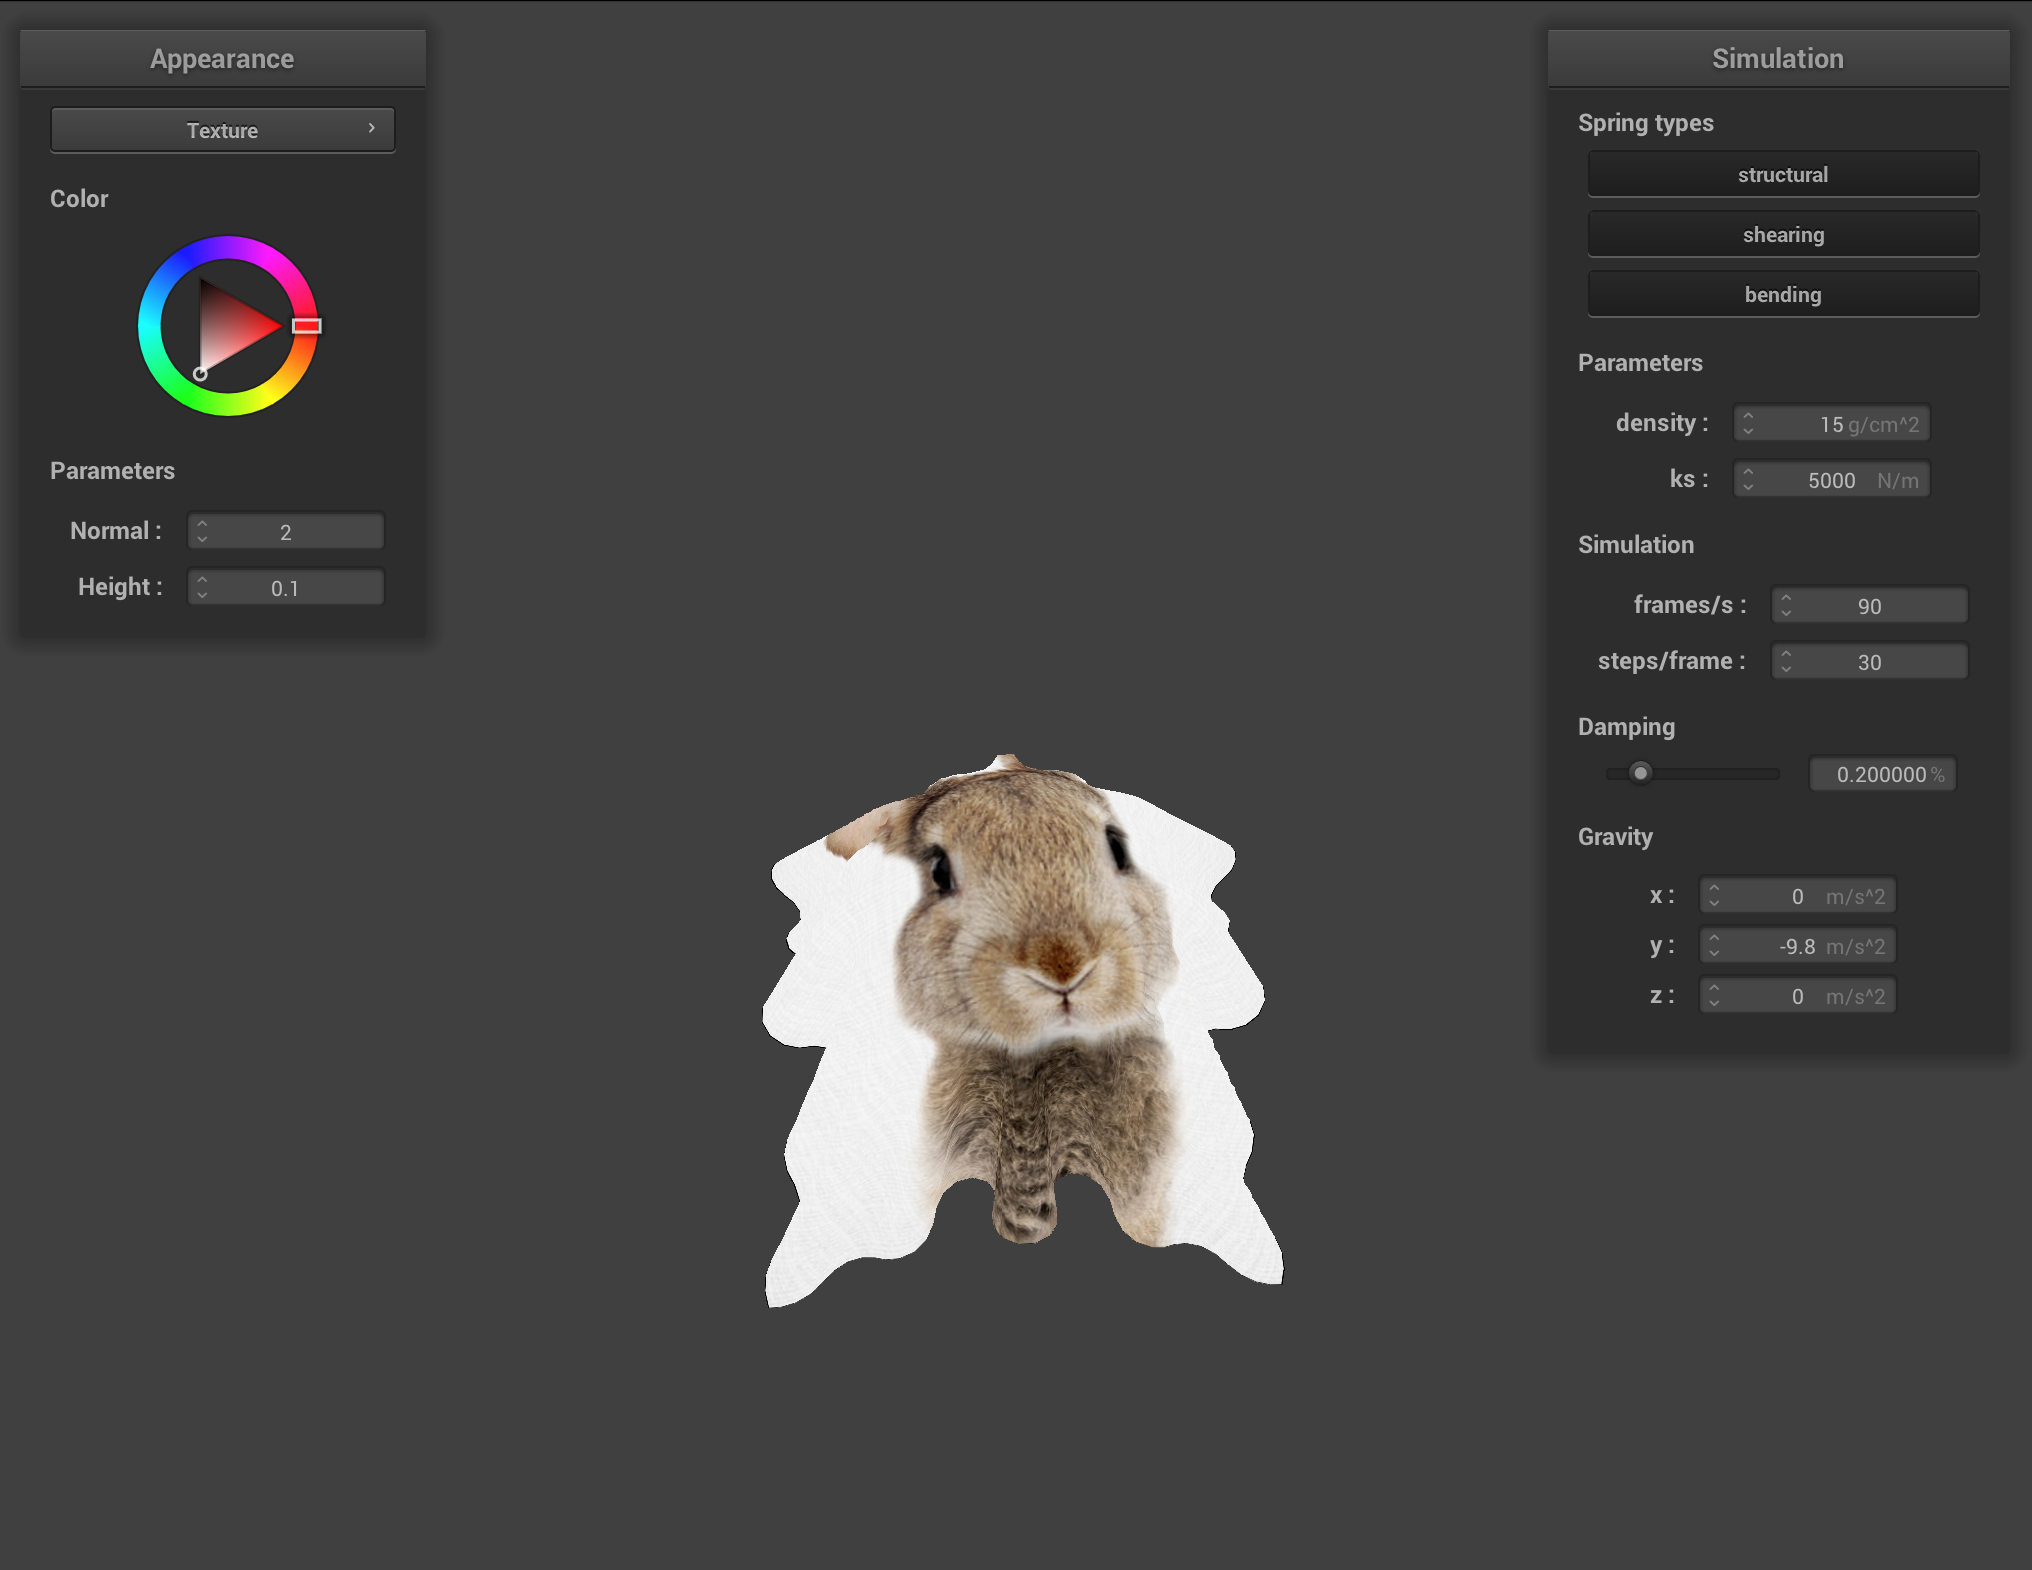 Appearance
Texture
Color
Parameters
Normal : 2
Height : 0.1
Simulation
Spring types
structural
shearing
bending
Parameters
density : 15 g/cm^2
ks : 5000 N/m
Simulation
frames/s : 90
steps/frame : 30
Damping
0.200000 %
Gravity
x : 0 m/s^2
y : -9.8 m/s^2
z : 0 m/s^2